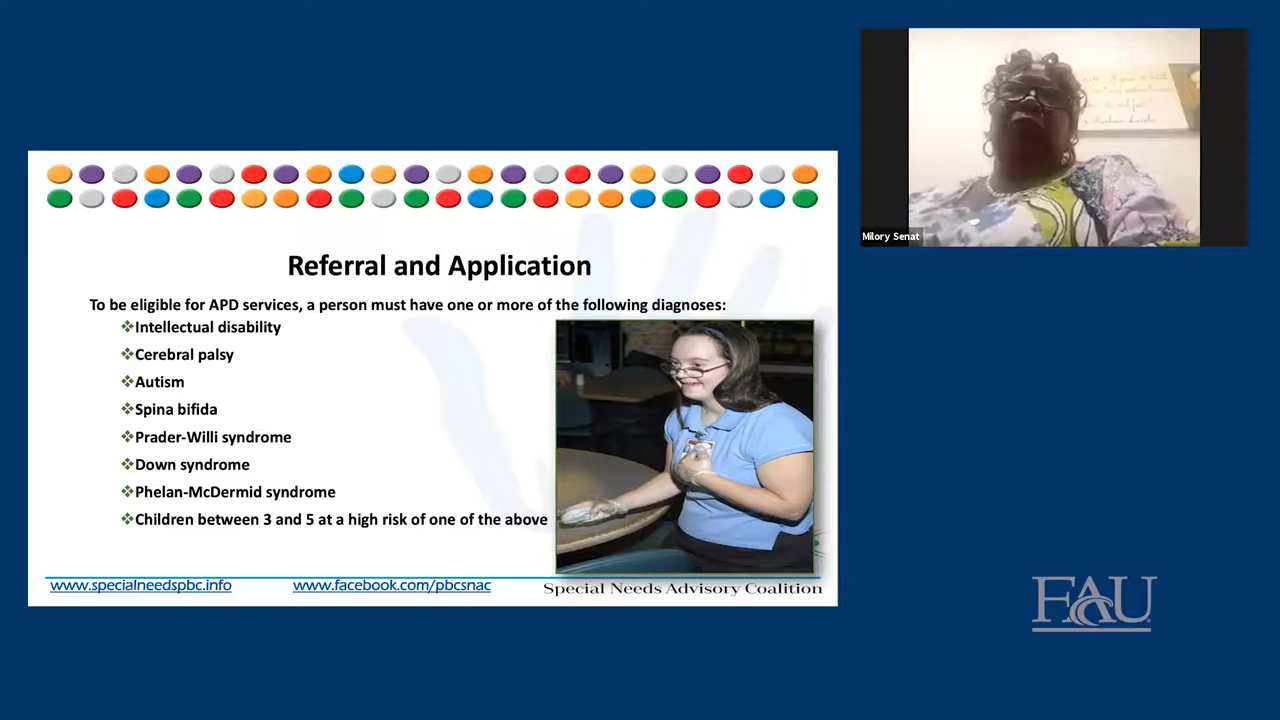 Milory Senat
Referral and Application
To be eligible for APD services, a person must have one or more of the following diagnoses:
❖Intellectual disability
❖Cerebral palsy
❖Autism
❖Spina bifida
❖Prader-Willi syndrome
❖Down syndrome
❖Phelan-McDermid syndrome
❖Children between 3 and 5 at a high risk of one of the above
www.specialneedspbc.info www.facebook.com/pbcsnac Special Needs Advisory Coalition
FAU